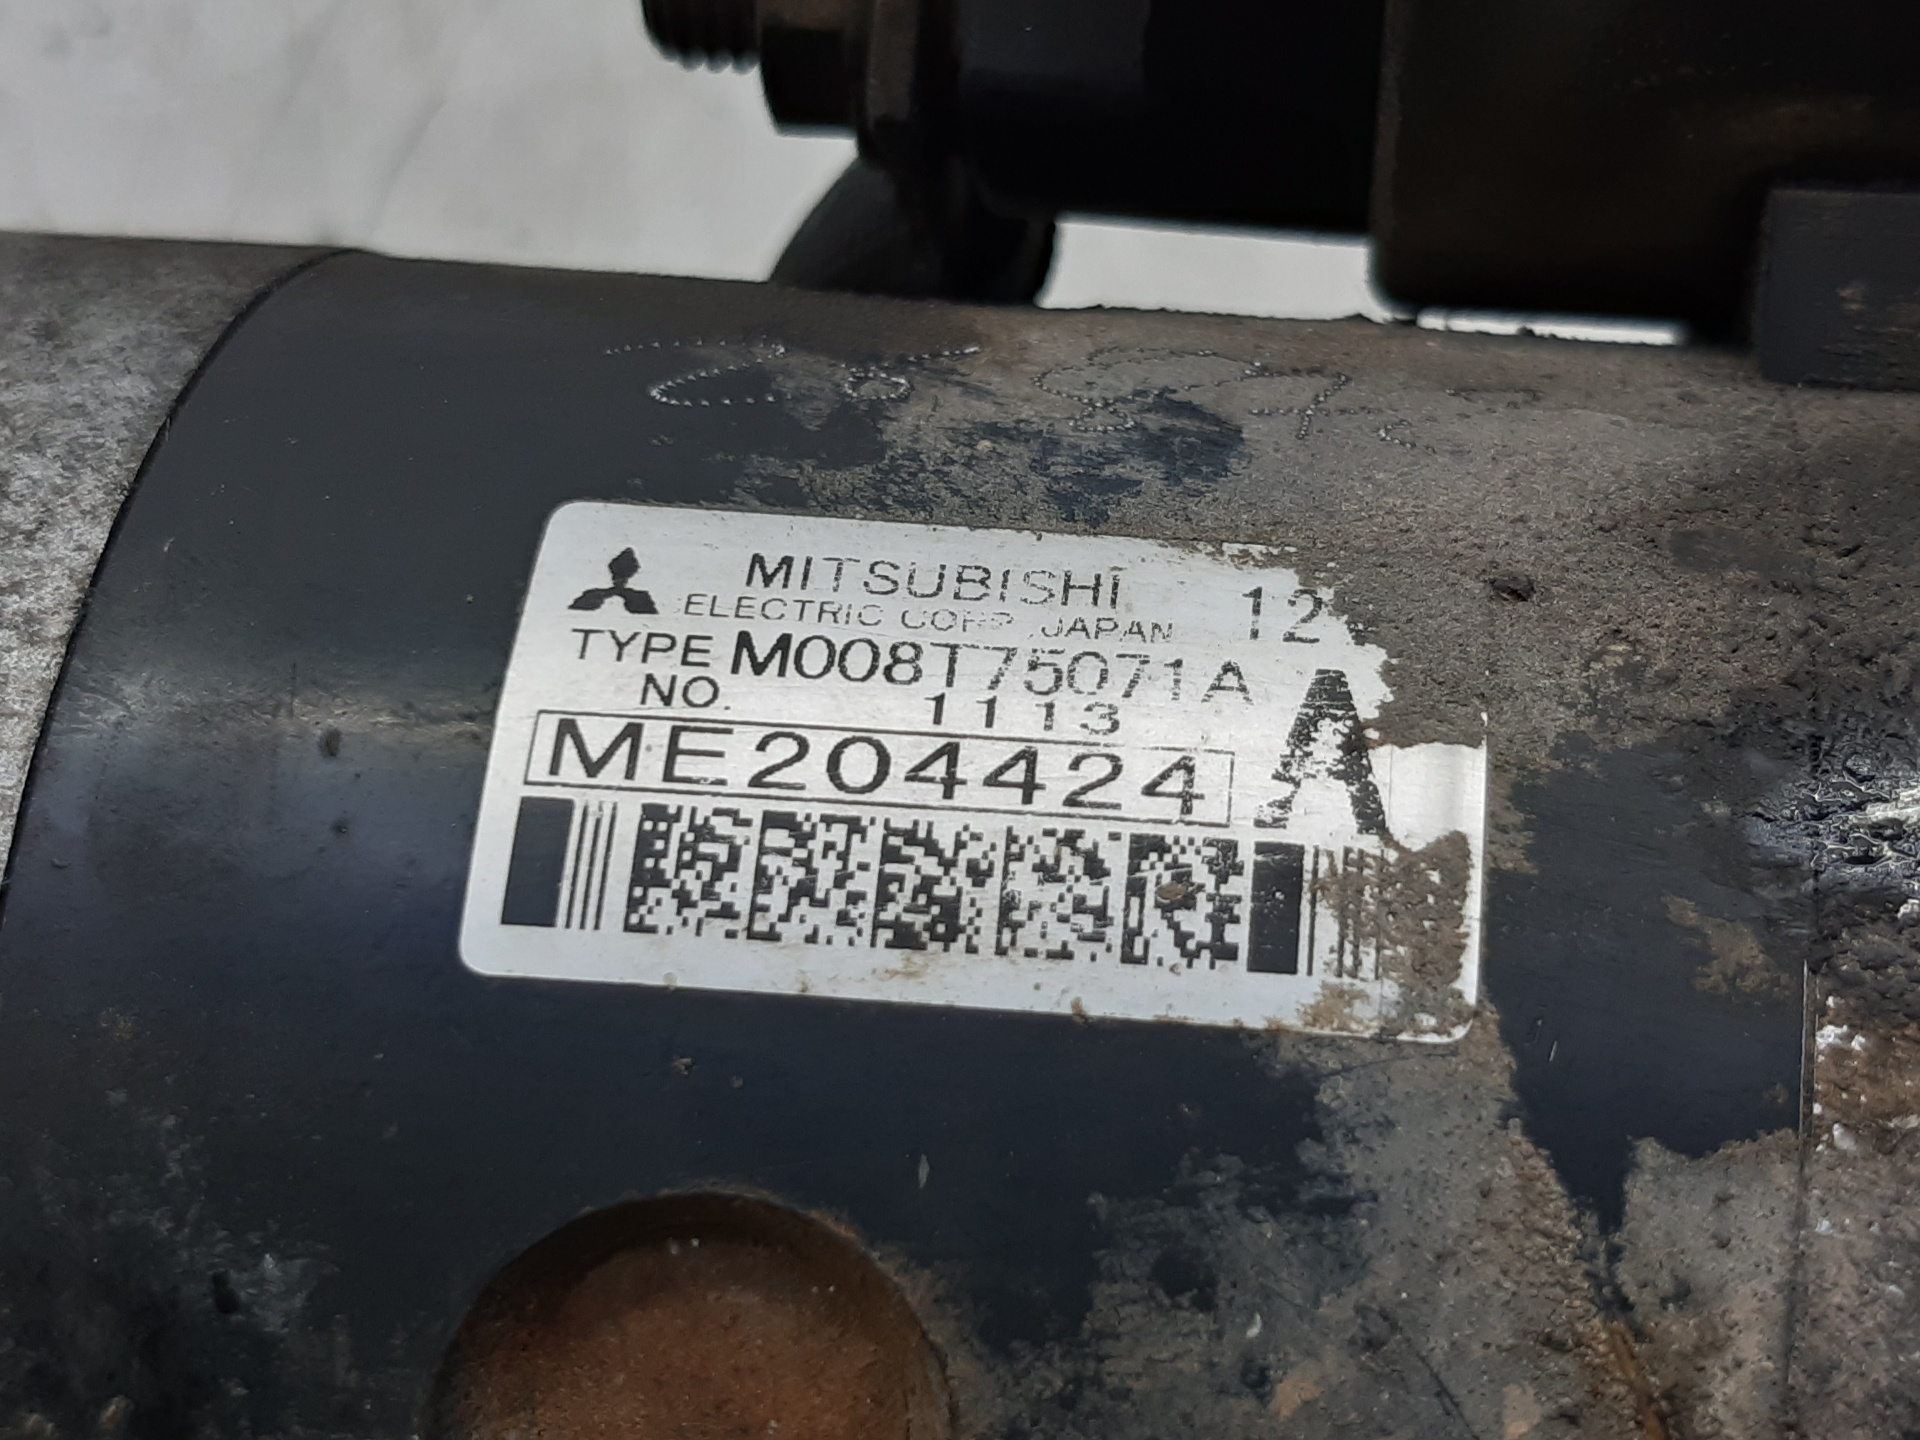 MITSUBISHI
ELECTRIC CORP. JAPAN
12
TYPE M008T75071A
NO. 1113
ME204424
A